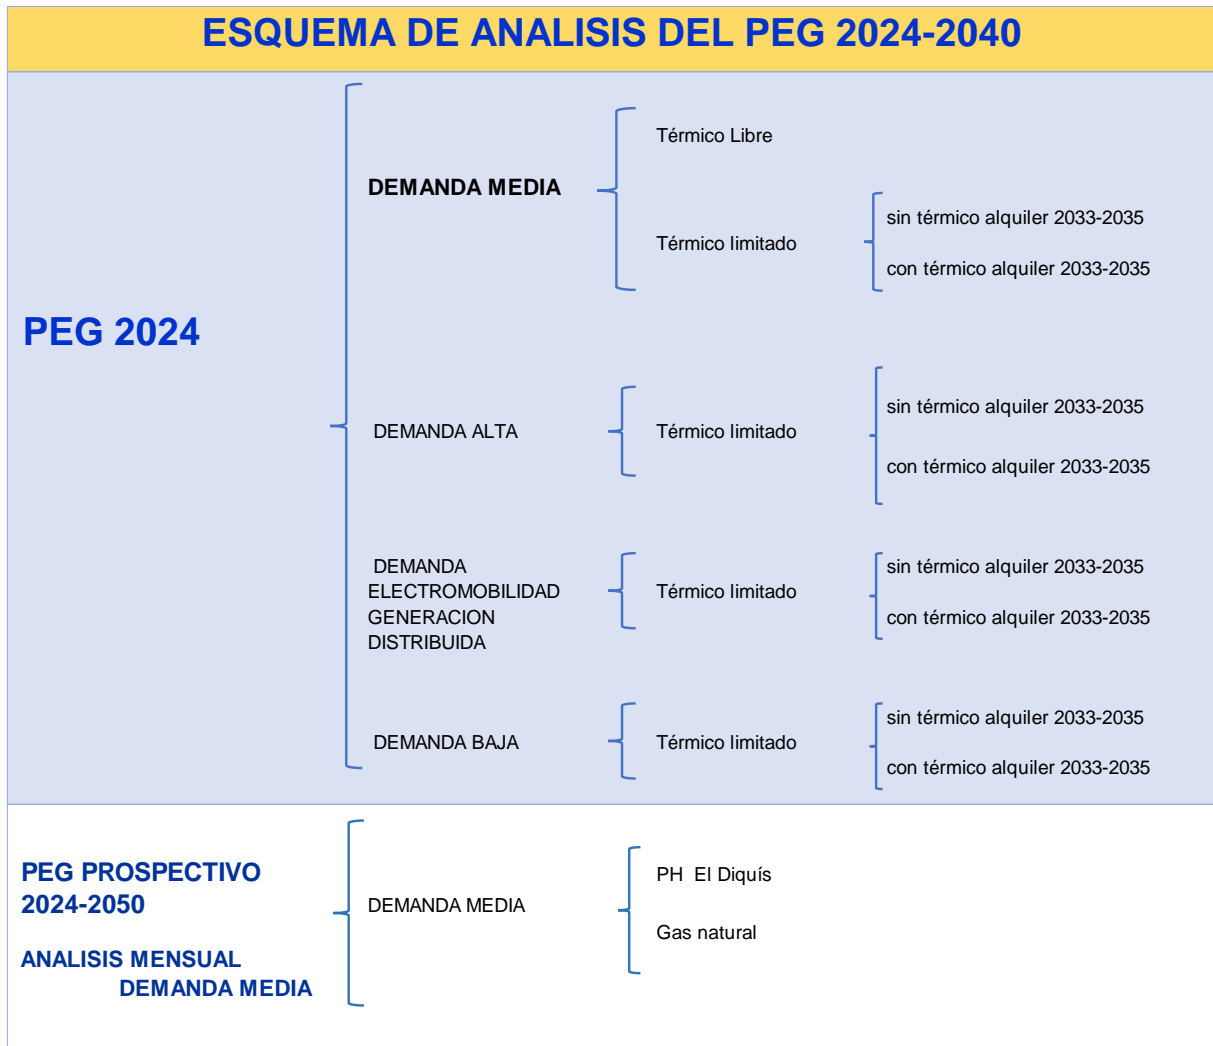 ESQUEMA DE ANALISIS DEL PEG 2024-2040
PEG 2024
DEMANDA MEDIA
Térmico Libre
Térmico limitado
sin térmico alquiler 2033-2035
con térmico alquiler 2033-2035
DEMANDA ALTA
Térmico limitado
sin térmico alquiler 2033-2035
con térmico alquiler 2033-2035
DEMANDA
ELECTROMOBILIDAD
GENERACION
DISTRIBUIDA
Térmico limitado
sin térmico alquiler 2033-2035
con térmico alquiler 2033-2035
DEMANDA BAJA
Térmico limitado
sin térmico alquiler 2033-2035
con térmico alquiler 2033-2035
PEG PROSPECTIVO
2024-2050
ANALISIS MENSUAL
DEMANDA MEDIA
DEMANDA MEDIA
PH El Diquís
Gas natural